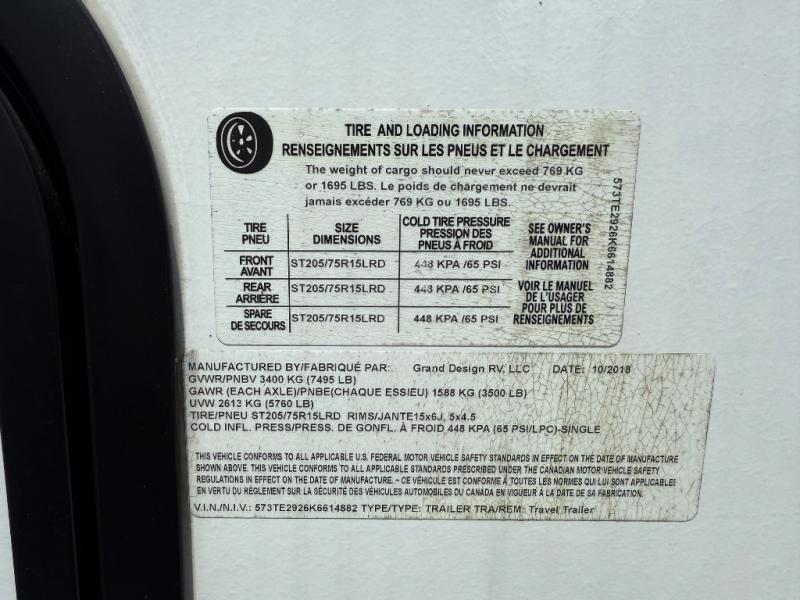 TIRE AND LOADING INFORMATION
RENSEIGNEMENTS SUR LES PNEUS ET LE CHARGEMENT
The weight of cargo should never exceed 769 KG
or 1695 LBS. Le poids de chargement ne devrait
jamais excéder 769 KG ou 1695 LBS.
TIRE PNEU SIZE DIMENSIONS COLD TIRE PRESSURE PRESSION DES PNEUS À FROID
FRONT AVANT ST205/75R15LRD 448 KPA /65 PSI
REAR ARRIÈRE ST205/75R15LRD 448 KPA /65 PSI
SPARE DE SECOURS ST205/75R15LRD 448 KPA /65 PSI
SEE OWNER'S
MANUAL FOR
ADDITIONAL
INFORMATION
VOIR LE MANUEL
DE L'USAGER
POUR PLUS DE
RENSEIGNEMENTS
573TE2926K6614882
MANUFACTURED BY/FABRIQUÉ PAR: Grand Design RV, LLC DATE: 10/2018
GVWR/PNBV 3400 KG (7495 LB)
GAWR (EACH AXLE)/PNBE(CHAQUE ESSIEU) 1588 KG (3500 LB)
UVW 2613 KG (5760 LB)
TIRE/PNEU ST205/75R15LRD RIMS/JANTE15x6J, 5x4.5
COLD INFL. PRESS/PRESS. DE GONFL. À FROID 448 KPA (65 PSI/LPC)-SINGLE
THIS VEHICLE CONFORMS TO ALL APPLICABLE U.S. FEDERAL MOTOR VEHICLE SAFETY STANDARDS IN EFFECT ON THE DATE OF MANUFACTURE
SHOWN ABOVE. THIS VEHICLE CONFORMS TO ALL APPLICABLE STANDARDS PRESCRIBED UNDER THE CANADIAN MOTOR VEHICLE SAFETY
REGULATIONS IN EFFECT ON THE DATE OF MANUFACTURE. - CE VÉHICULE EST CONFORME À TOUTES LES NORMES QUI LUI SONT APPLICABLES
EN VERTU DU RÈGLEMENT SUR LA SÉCURITÉ DES VÉHICULES AUTOMOBILES DU CANADA EN VIGUEUR À LA DATE DE SA FABRICATION.
V.I.N./N.I.V.: 573TE2926K6614882 TYPE/TYPE: TRAILER TRA/REM: Travel Trailer